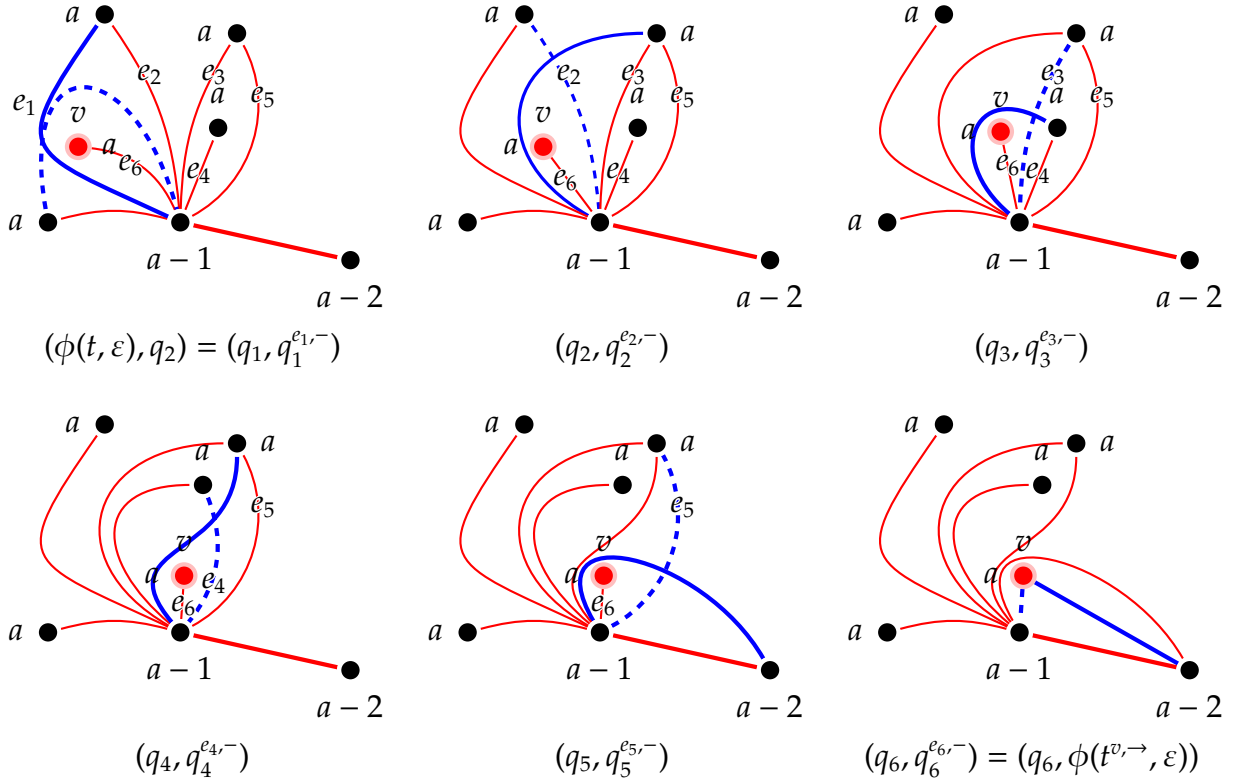 a
a
e₂
e₃
a
e₁
v
e₅
a
e₆
e₄
a
a − 1
a − 2
(ϕ(t, ε), q₂) = (q₁, q₁^{e₁,−})
a
a
e₂
e₃
a
v
e₅
a
e₆
e₄
a
a − 1
a − 2
(q₂, q₂^{e₂,−})
a
a
e₃
a
v
e₅
a
e₆
e₄
a
a − 1
a − 2
(q₃, q₃^{e₃,−})
a
a
a
e₅
v
a
e₄
e₆
a
a − 1
a − 2
(q₄, q₄^{e₄,−})
a
a
a
e₅
v
a
e₆
a
a − 1
a − 2
(q₅, q₅^{e₅,−})
a
a
a
v
a
a
a − 1
a − 2
(q₆, q₆^{e₆,−}) = (q₆, ϕ(t^{v,→}, ε))